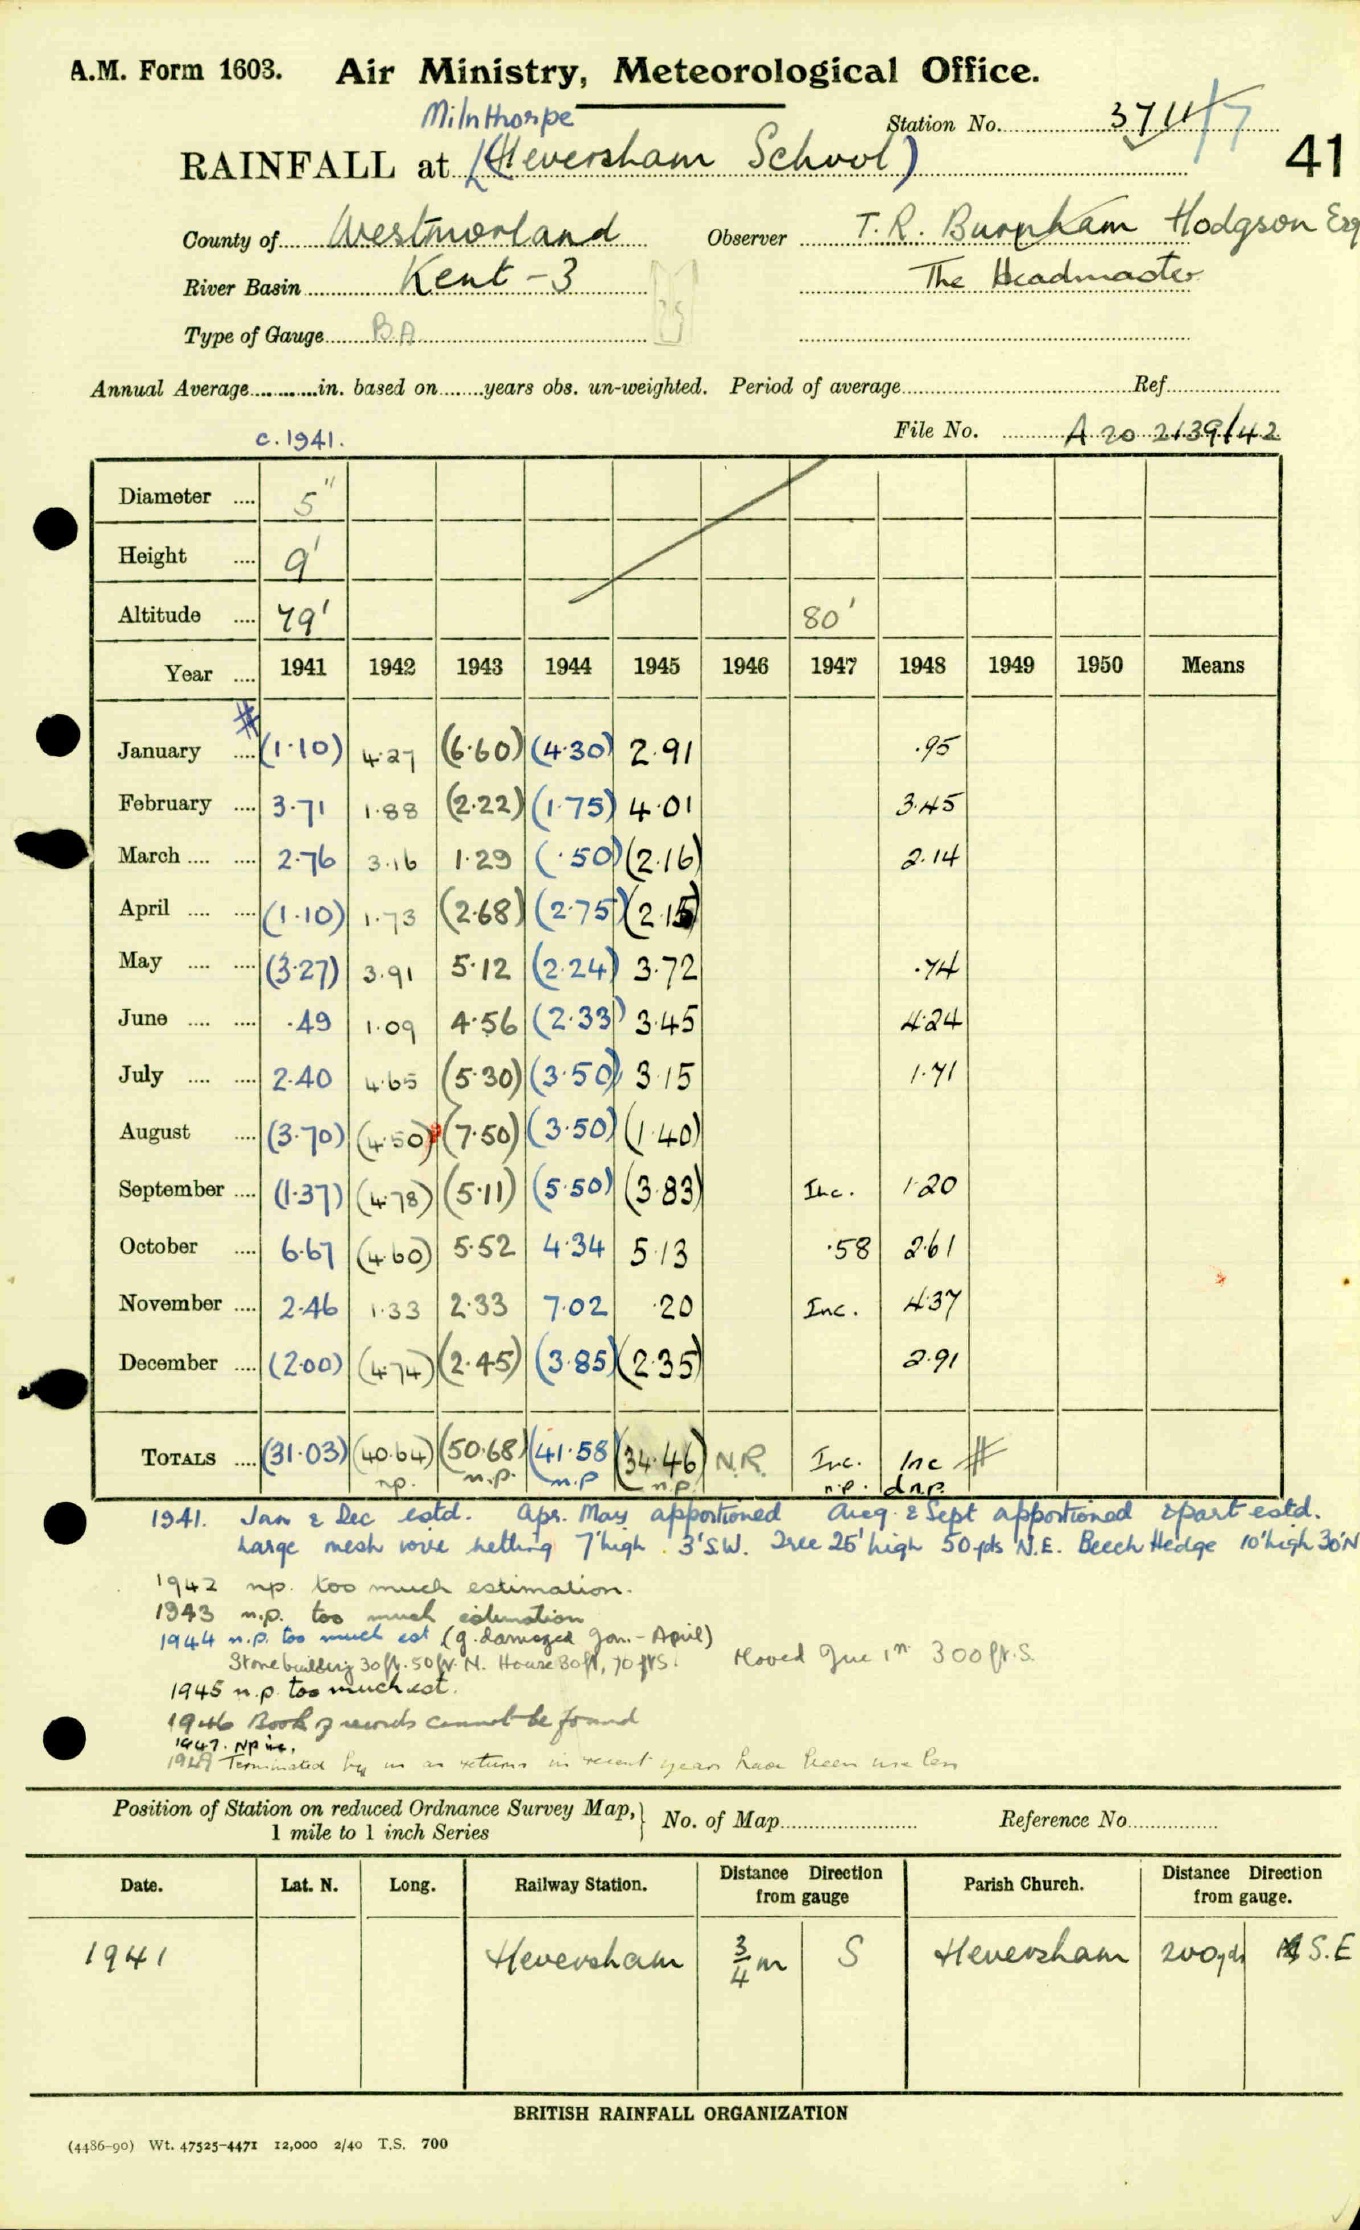 A.M. Form 1603. Air Ministry, Meteorological Office.
Milnthorpe
Station No. 3711/7
RAINFALL at (Heversham School) 41
County of Westmorland Observer T.R. Burnham Hodgson Esq
River Basin Kent - 3 The Headmaster
Type of Gauge BA
Annual Average in. based on years obs. un-weighted. Period of average Ref
File No. A 20 2139/42
c. 1941.
Diameter .... 5"
Height .... 9'
Altitude .... 79' 80'
Year .... 1941 1942 1943 1944 1945 1946 1947 1948 1949 1950 Means
January .... # (1.10) 4.27 (6.60) (4.30) 2.91 .95
February .... 3.71 1.88 (2.22) (1.75) 4.01 3.45
March .... .... 2.76 3.16 1.29 (.50) (2.16) 2.14
April .... .... (1.10) 1.73 (2.68) (2.75) (2.15)
May .... .... (3.27) 3.91 5.12 (2.24) 3.72 .74
June .... .... .49 1.09 4.56 (2.33) 3.45 4.24
July .... .... 2.40 4.65 (5.30) (3.50) 3.15 1.71
August .... (3.70) (4.50) (7.50) (3.50) (1.40)
September .... (1.37) (4.78) (5.11) (5.50) (3.83) Inc. 1.20
October .... 6.67 (4.60) 5.52 4.34 5.13 .58 2.61
November .... 2.46 1.33 2.33 7.02 .20 Inc. 4.37
December .... (2.00) (4.74) (2.45) (3.85) (2.35) 2.91
TOTALS .... (31.03) (40.64) (50.68) (41.58) (34.46) N.R. Inc. Inc #
np. n.p. n.p n.p. n.p. d.n.p.
1941. Jan & Dec estd. Apr. May apportioned Aug. & Sept apportioned & part estd.
Large mesh wire netting 7' high. 3' S.W. Tree 25' high 50 yds N.E. Beech Hedge 10' high 30' N
1942 np. too much estimation.
1943 n.p. too much estimation
1944 n.p. too much est (g. damaged Jan. - April)
Stone building 30 ft. 50 ft. N. House 30 ft, 70 ft S. Moved 300 ft. S.
1945 n.p. too much est.
1946 Book of records cannot be found
1947. NP inc.
Terminated by us as returns in recent years have been useless
Position of Station on reduced Ordnance Survey Map, } No. of Map Reference No
1 mile to 1 inch Series
Date. Lat. N. Long. Railway Station. Distance Direction from gauge Parish Church. Distance Direction from gauge.
1941 Heversham 3/4 m S Heversham 200 yds S.E
BRITISH RAINFALL ORGANIZATION
(4486-90) Wt. 47525-4471 12,000 2/40 T.S. 700